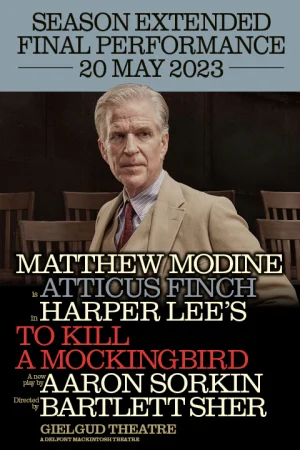 SEASON EXTENDED
FINAL PERFORMANCE
20 MAY 2023
MATTHEW MODINE
is ATTICUS FINCH
in HARPER LEE'S
TO KILL
A MOCKINGBIRD
A new play by AARON SORKIN
Directed by BARTLETT SHER
GIELGUD THEATRE
A DELFONT MACKINTOSH THEATRE